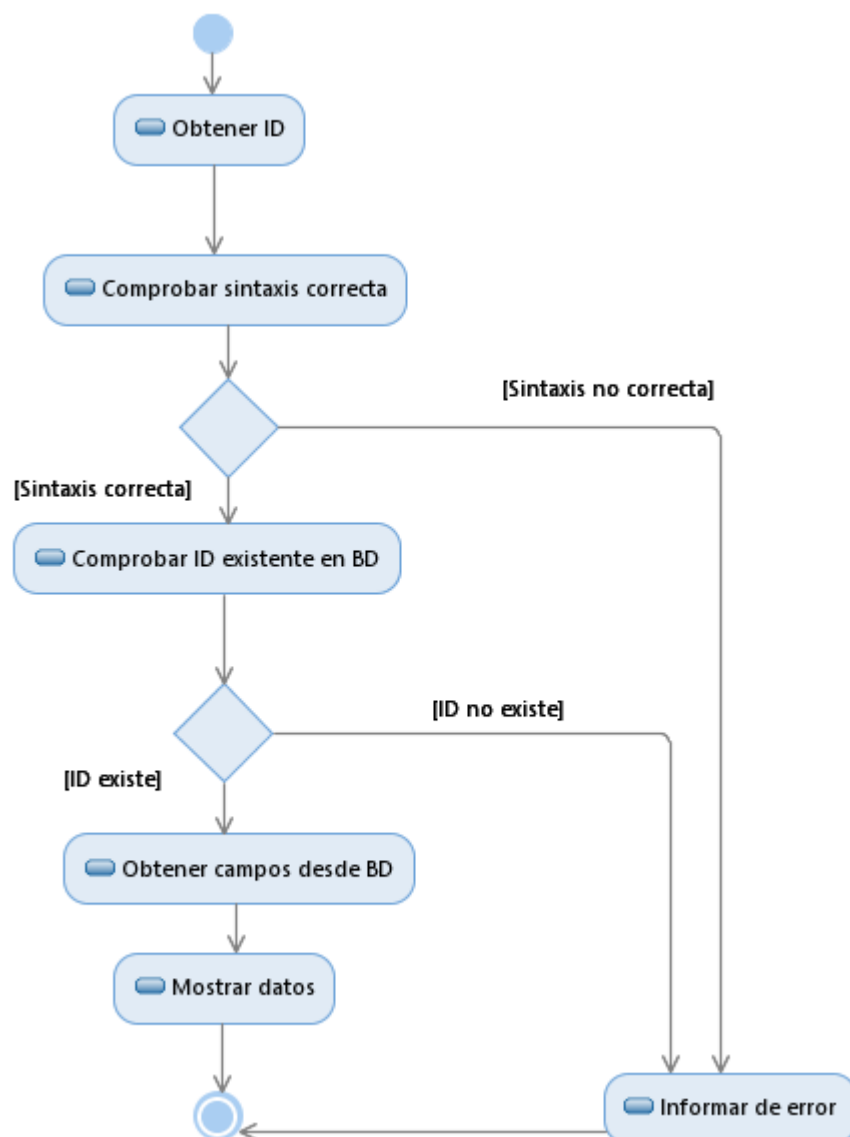 Obtener ID
Comprobar sintaxis correcta
[Sintaxis no correcta]
[Sintaxis correcta]
Comprobar ID existente en BD
[ID no existe]
[ID existe]
Obtener campos desde BD
Mostrar datos
Informar de error